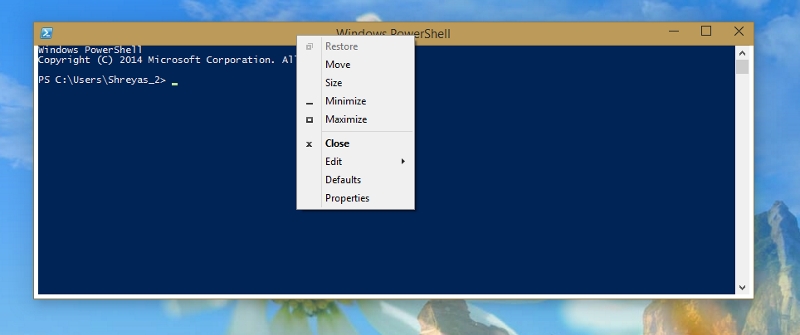 Windows PowerShell
Windows PowerShell
Copyright (C) 2014 Microsoft Corporation. All
PS C:\Users\Shreyas_2> _
Restore
Move
Size
Minimize
Maximize
Close
Edit
Defaults
Properties